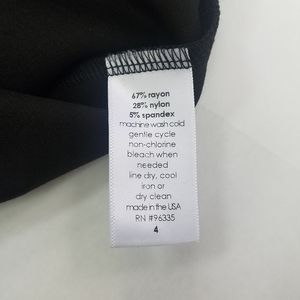 67% rayon
28% nylon
5% spandex
machine wash cold
gentle cycle
non-chlorine
bleach when
needed
line dry, cool
iron or
dry clean
made in the USA
RN #96335
4